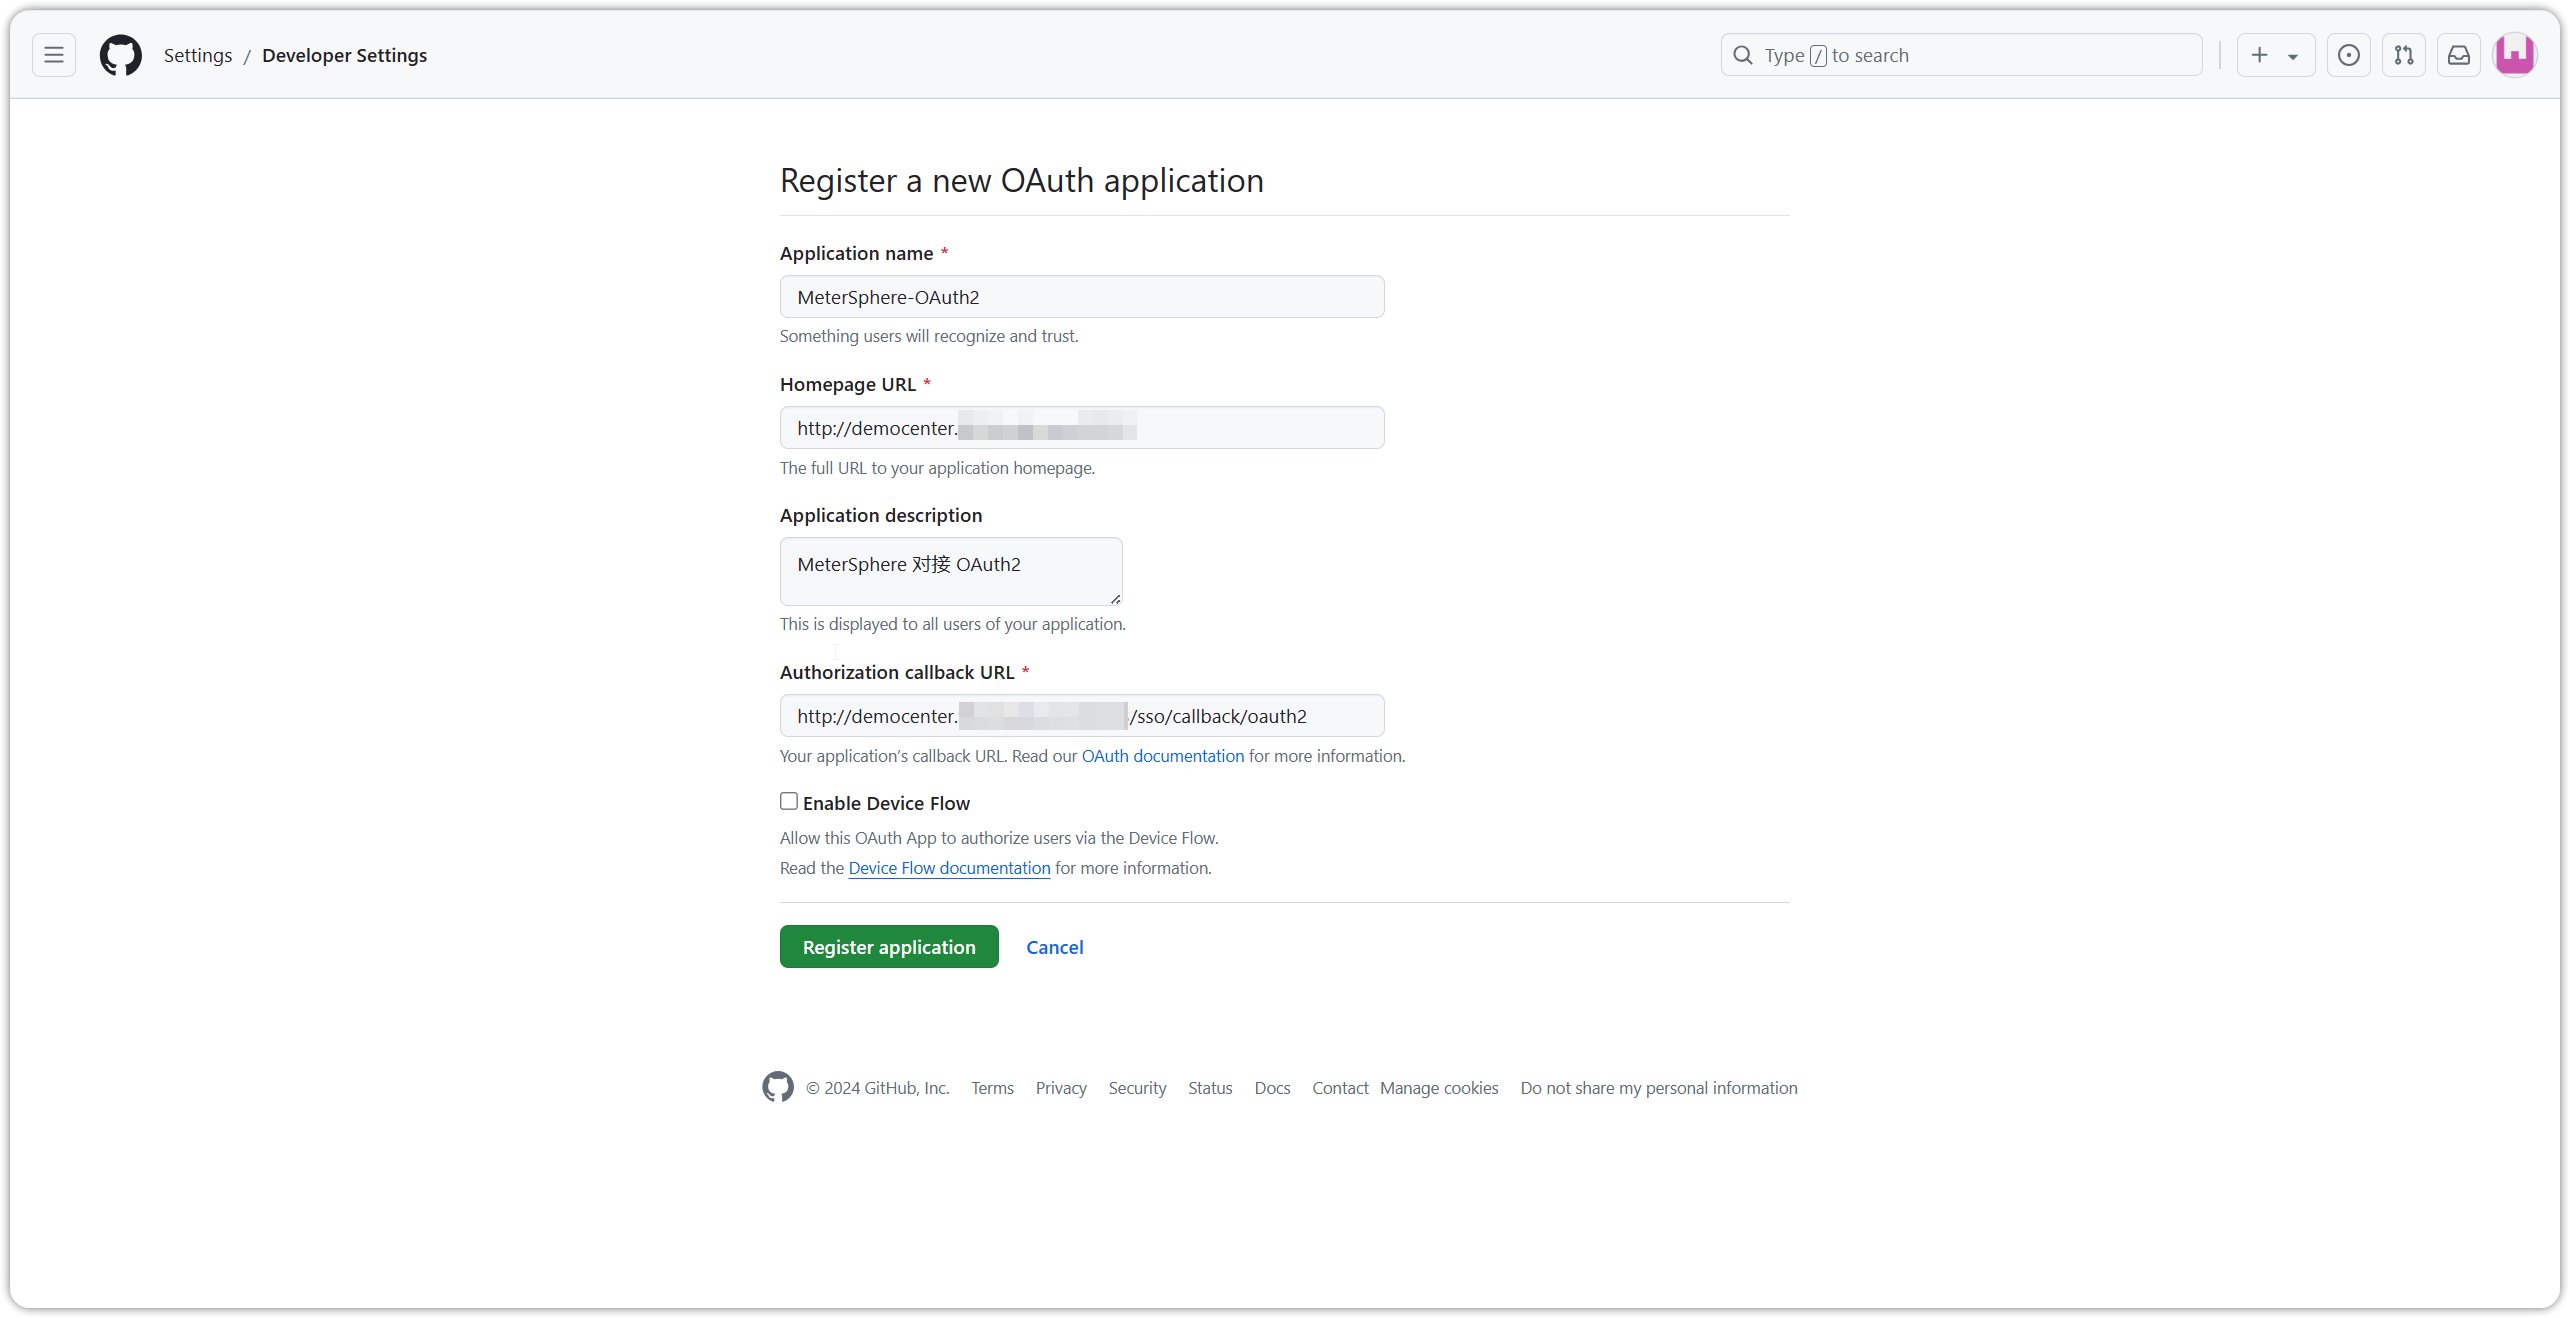 Settings / Developer Settings
Type / to search
Register a new OAuth application
Application name *
MeterSphere-OAuth2
Something users will recognize and trust.
Homepage URL *
http://democenter.
The full URL to your application homepage.
Application description
MeterSphere 对接 OAuth2
This is displayed to all users of your application.
Authorization callback URL *
http://democenter. /sso/callback/oauth2
Your application's callback URL. Read our OAuth documentation for more information.
Enable Device Flow
Allow this OAuth App to authorize users via the Device Flow.
Read the Device Flow documentation for more information.
Register application Cancel
© 2024 GitHub, Inc. Terms Privacy Security Status Docs Contact Manage cookies Do not share my personal information